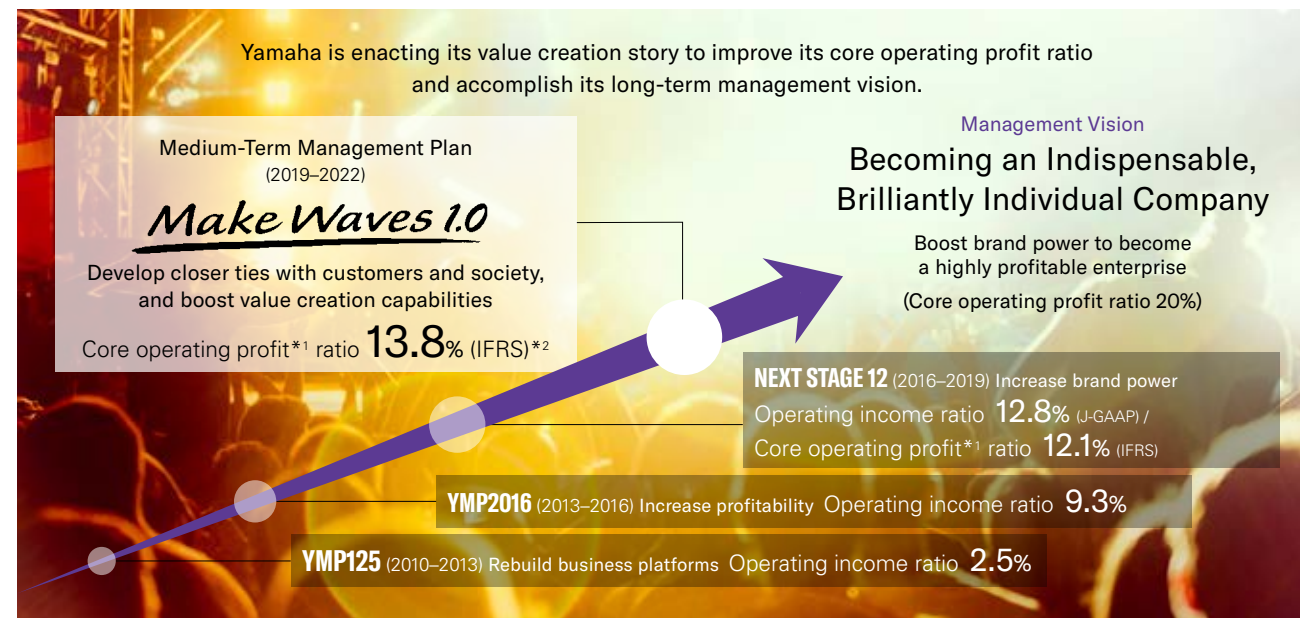 Yamaha is enacting its value creation story to improve its core operating profit ratio
and accomplish its long-term management vision.
Medium-Term Management Plan
(2019–2022)
Make Waves 1.0
Develop closer ties with customers and society,
and boost value creation capabilities
Core operating profit*1 ratio 13.8% (IFRS)*2
Management Vision
Becoming an Indispensable,
Brilliantly Individual Company
Boost brand power to become
a highly profitable enterprise
(Core operating profit ratio 20%)
NEXT STAGE 12 (2016–2019) Increase brand power
Operating income ratio 12.8% (J-GAAP) /
Core operating profit*1 ratio 12.1% (IFRS)
YMP2016 (2013–2016) Increase profitability Operating income ratio 9.3%
YMP125 (2010–2013) Rebuild business platforms Operating income ratio 2.5%